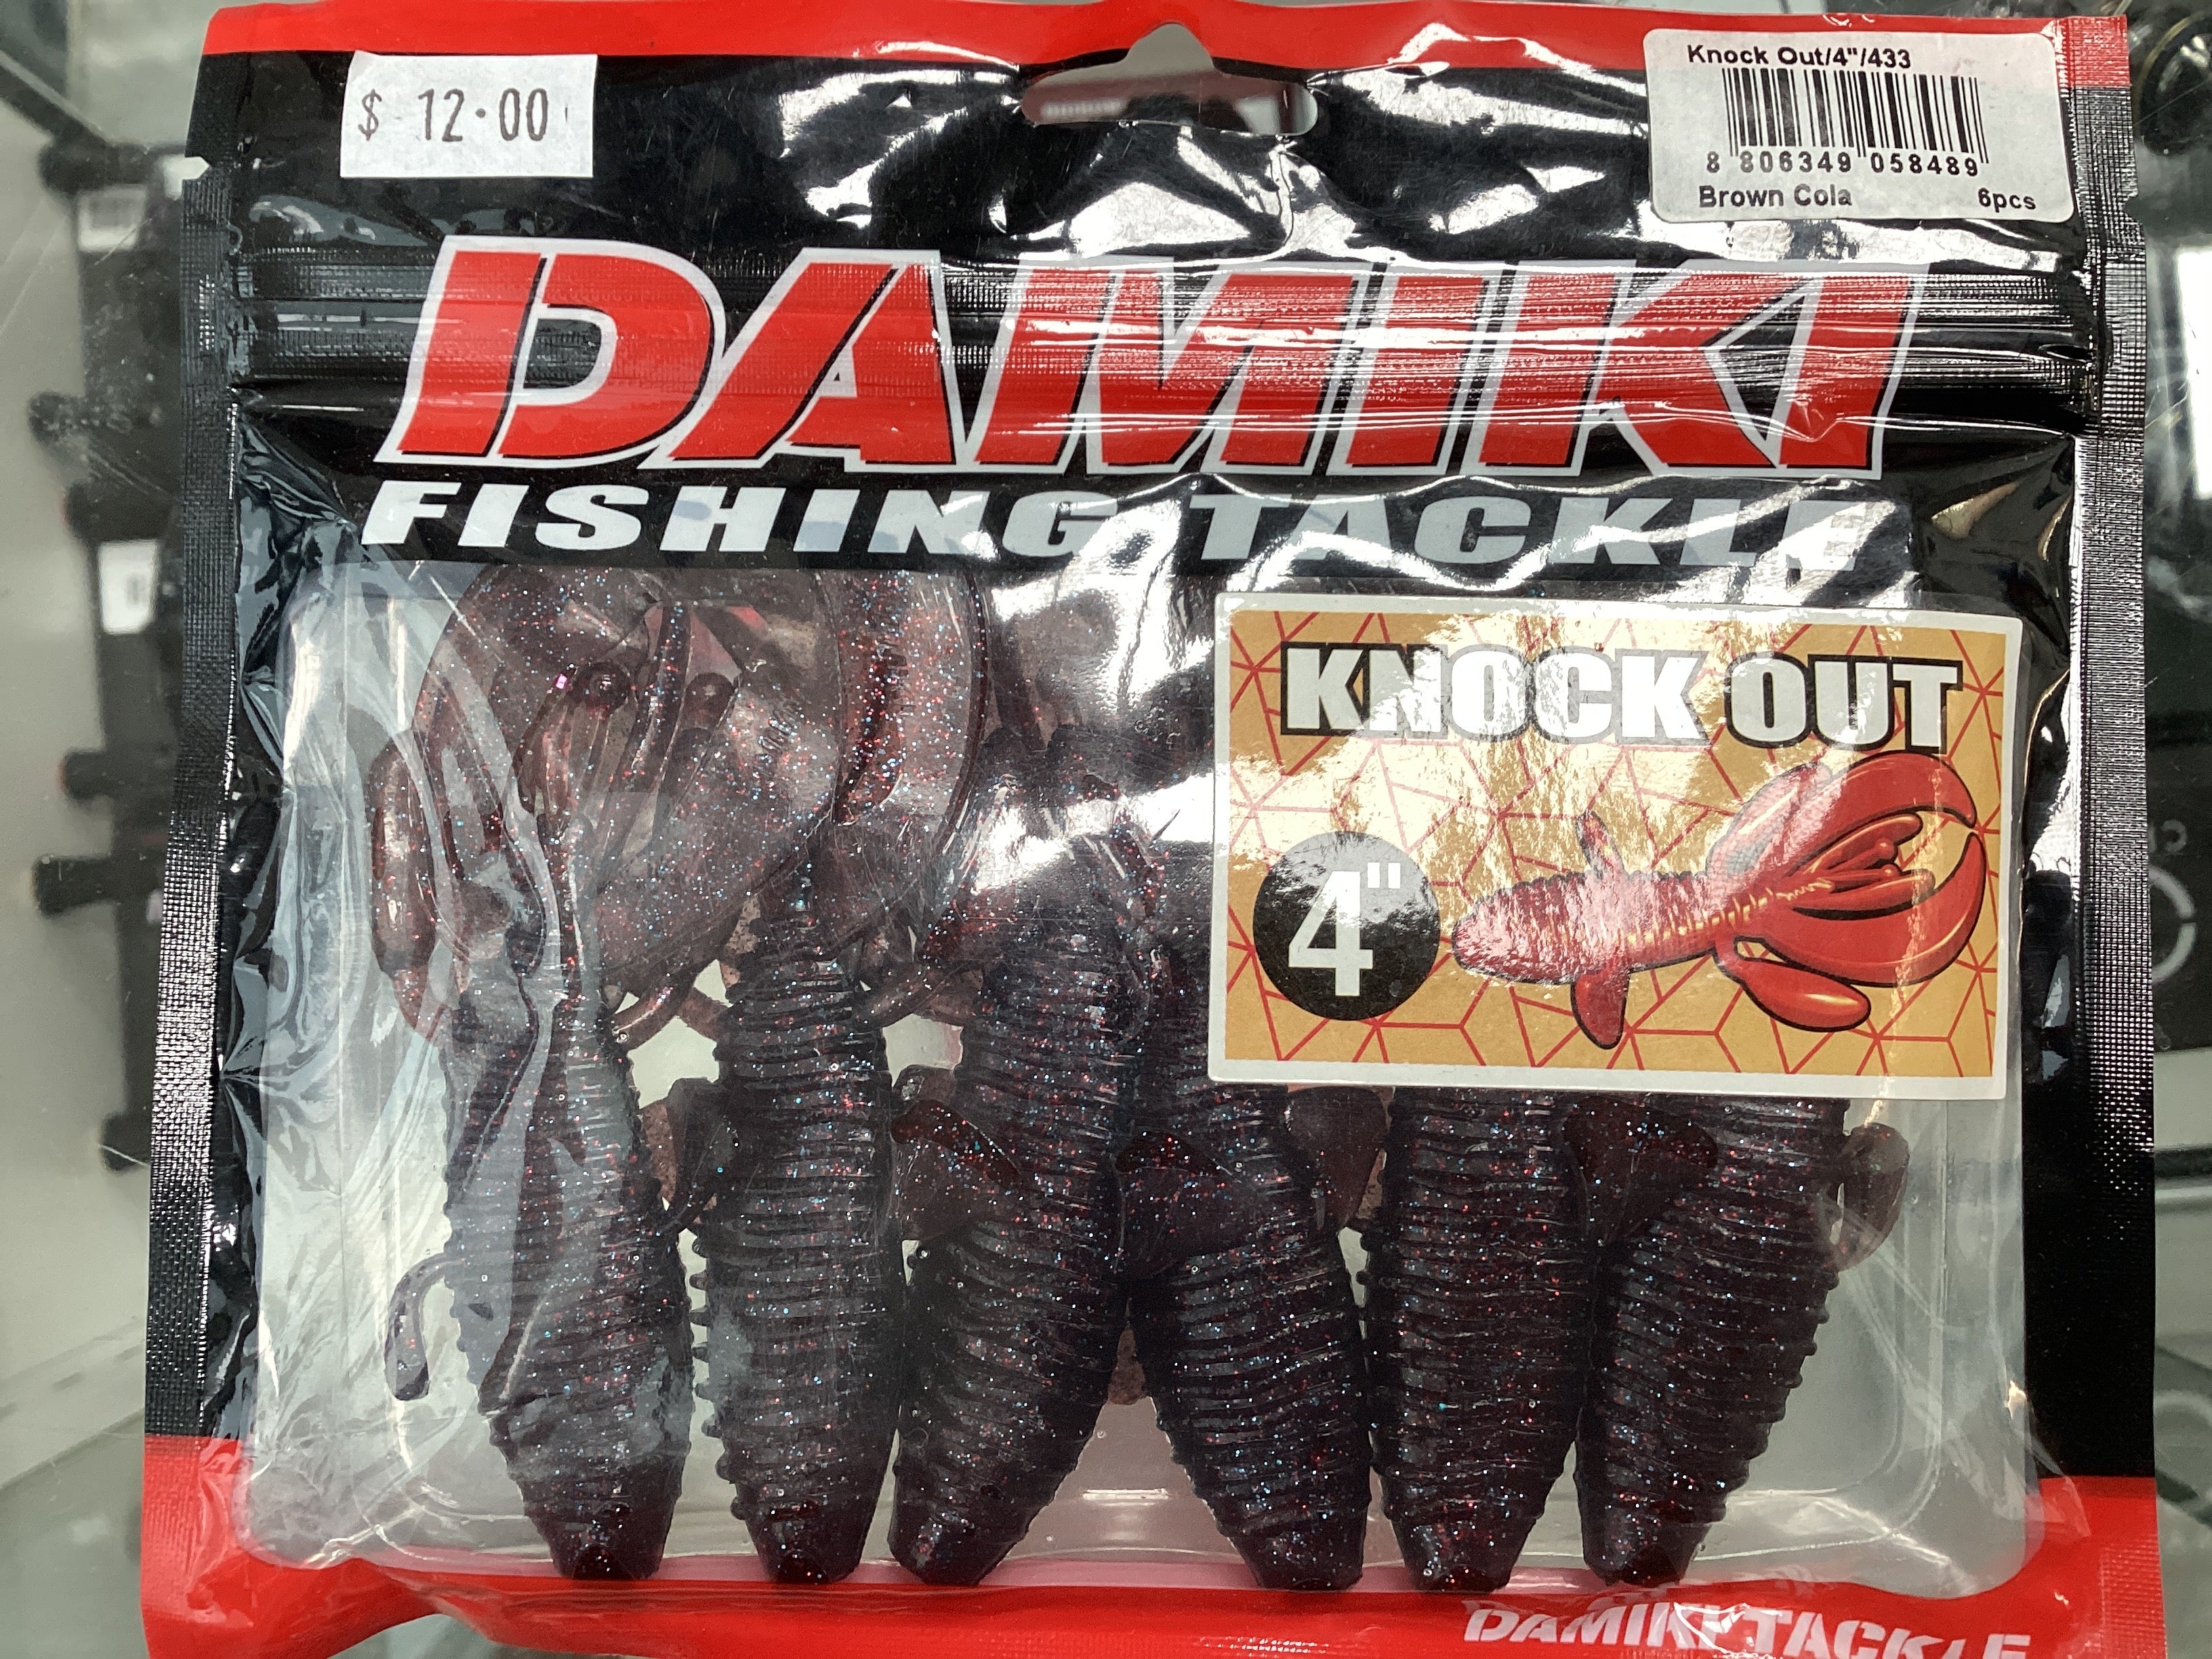 $ 12.00
Knock Out/4"/433
8 806349 058489
Brown Cola 6pcs
DAMIKI
FISHING TACKLE
KNOCK OUT
4"
DAMIKI TACKLE